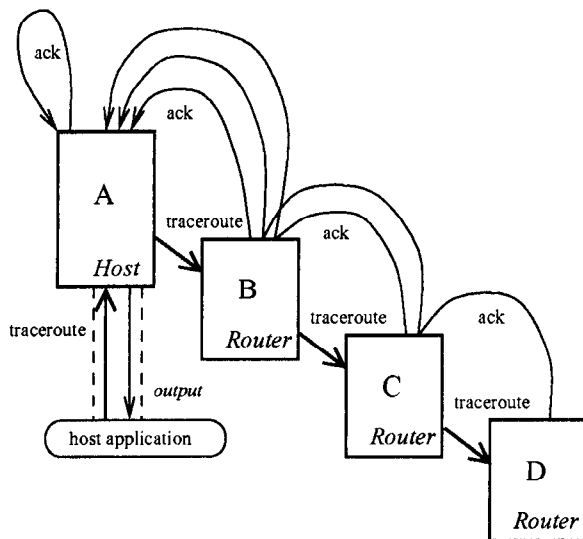 ack
ack
A
traceroute
Host
B
ack
Router
traceroute
traceroute
output
ack
C
traceroute
Router
host application
D
Router